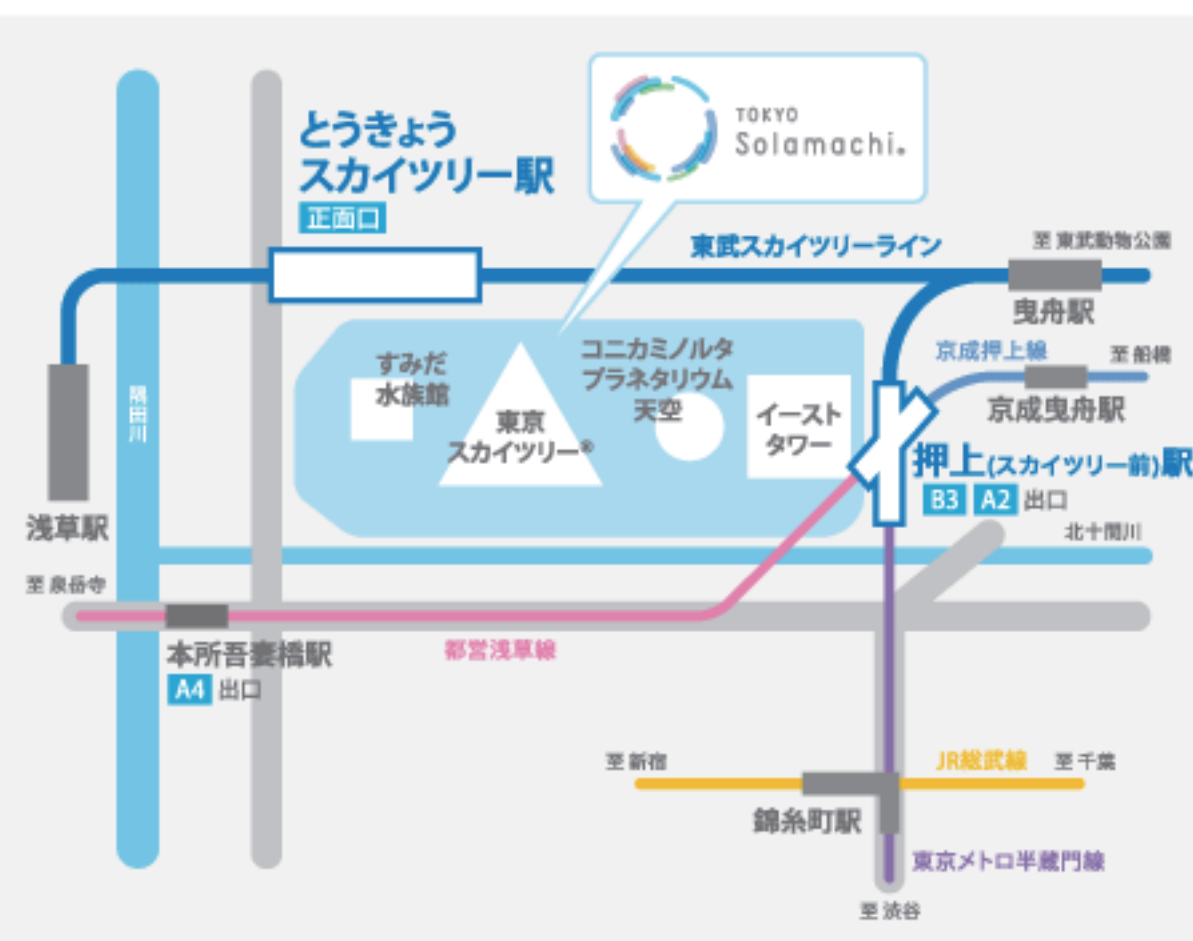 TOKYO
Solamachi®
とうきょう
スカイツリー駅
正面口
東武スカイツリーライン
至 東武動物公園
曳舟駅
京成押上線
至 船橋
京成曳舟駅
すみだ
水族館
東京
スカイツリー®
コニカミノルタ
プラネタリウム
天空
イースト
タワー
押上(スカイツリー前)駅
B3 A2 出口
北十間川
隅田川
浅草駅
至 泉岳寺
本所吾妻橋駅
A4 出口
都営浅草線
至 新宿
JR総武線
至 千葉
錦糸町駅
東京メトロ半蔵門線
至 渋谷